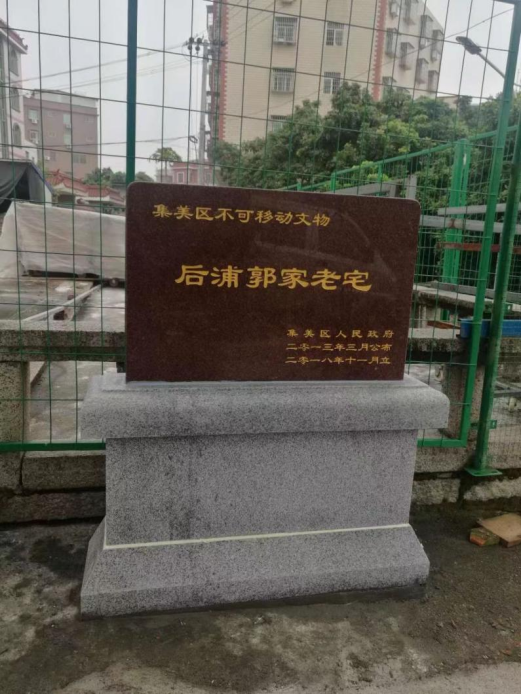 集美区不可移动文物
后浦郭家老宅
集美区人民政府
二零一三年三月公布
二零一八年十一月立